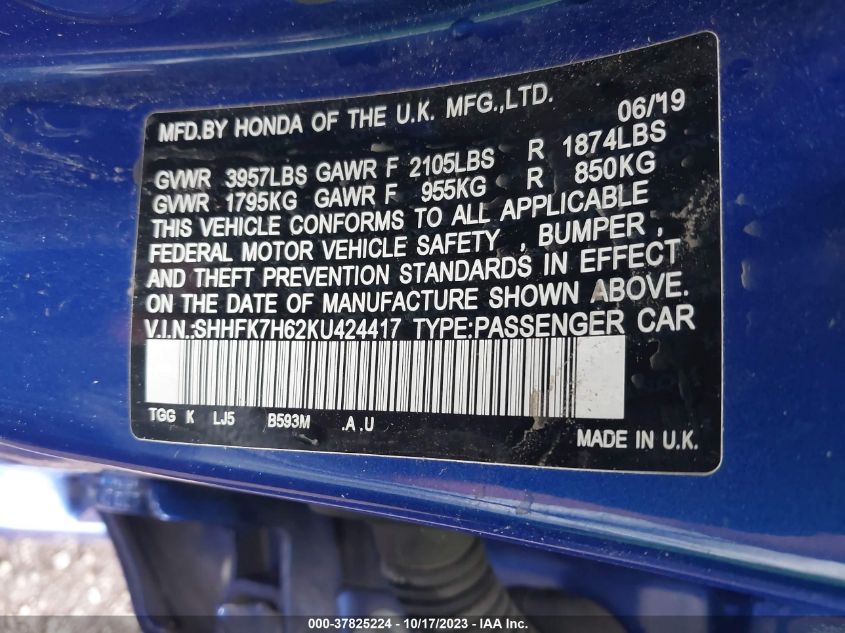 MFD.BY HONDA OF THE U.K. MFG.,LTD. 06/'19
GVWR 3957LBS GAWR F 2105LBS R 1874LBS
GVWR 1795KG GAWR F 955KG R 850KG
THIS VEHICLE CONFORMS TO ALL APPLICABLE
FEDERAL MOTOR VEHICLE SAFETY , BUMPER ,
AND THEFT PREVENTION STANDARDS IN EFFECT
ON THE DATE OF MANUFACTURE SHOWN ABOVE.
V.I.N.:SHHFK7H62KU424417 TYPE:PASSENGER CAR
TGG K LJ5 B593M .A .U
MADE IN U.K.
000-37825224 - 10/17/2023 - IAA Inc.